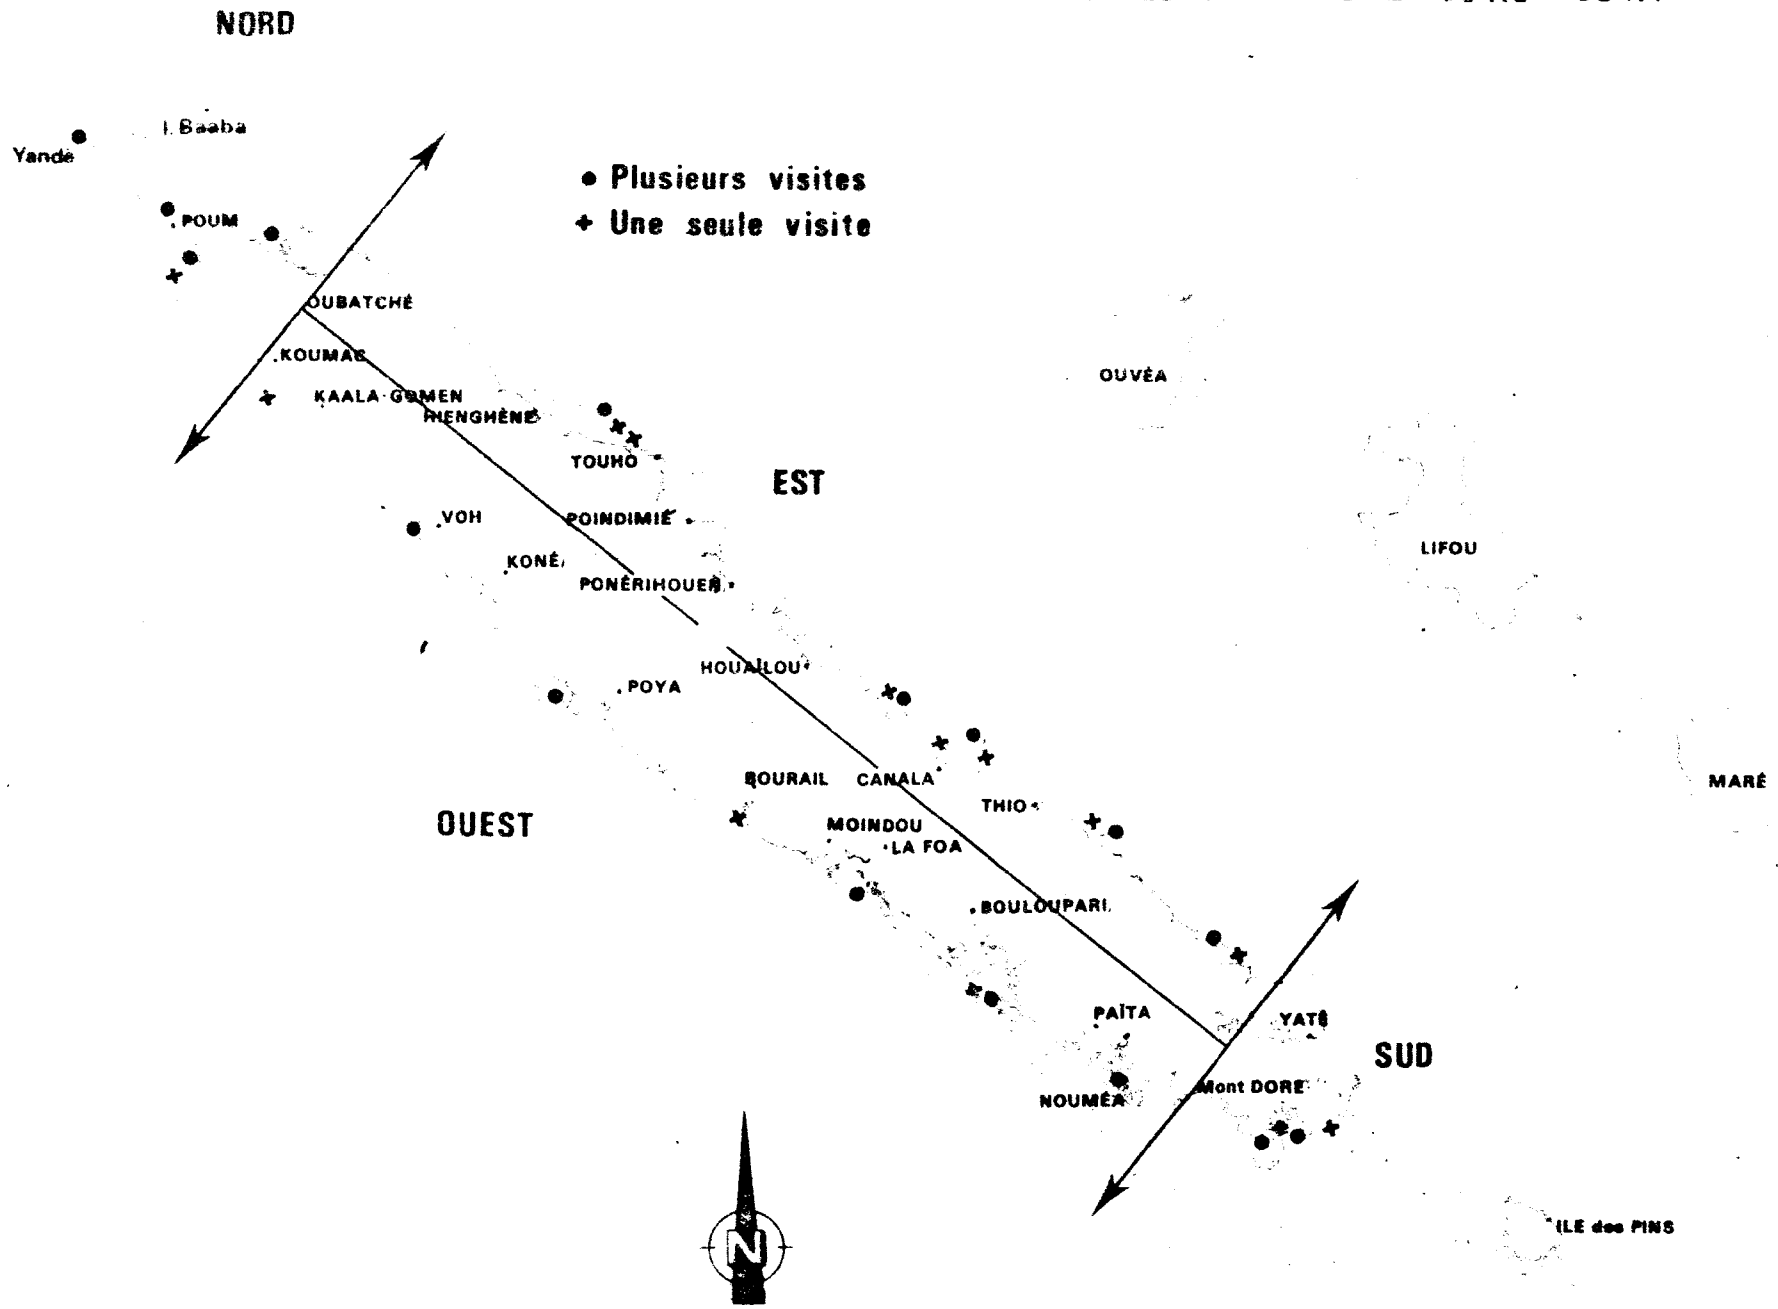 NORD
I. Baaba
Yandé
● Plusieurs visites
POUM
+ Une seule visite
OUBATCHÉ
KOUMAC
OUVÉA
KAALA-GOMEN
HIENGHÈNE
TOUHO
EST
VOH
POINDIMIÉ
LIFOU
KONÉ
PONÉRIHOUEN
HOUAÏLOU
POYA
BOURAIL
CANALA
MARÉ
THIO
OUEST
MOINDOU
LA FOA
BOULOUPARI
PAÏTA
YATÉ
SUD
Mont DORE
NOUMÉA
ILE des PINS
N